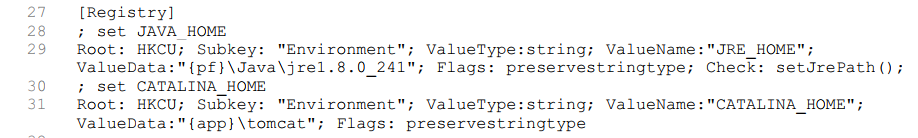 27 [Registry]
28 ; set JAVA_HOME
29 Root: HKCU; Subkey: "Environment"; ValueType:string; ValueName:"JRE_HOME";
ValueData:"{pf}\Java\jre1.8.0_241"; Flags: preservestringtype; Check: setJrePath();
30 ; set CATALINA_HOME
31 Root: HKCU; Subkey: "Environment"; ValueType:string; ValueName:"CATALINA_HOME";
ValueData:"{app}\tomcat"; Flags: preservestringtype